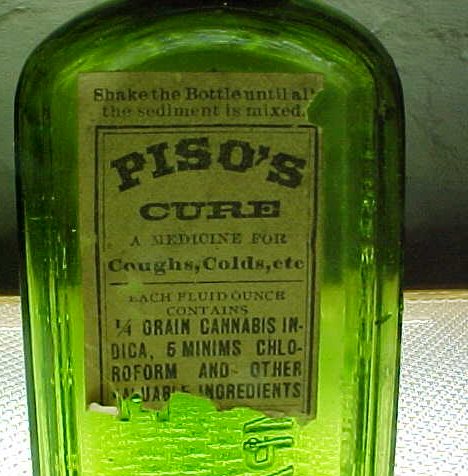 Shake the Bottle until all
the sediment is mixed.
PISO'S
CURE
A MEDICINE FOR
Coughs, Colds, etc
EACH FLUID OUNCE
CONTAINS
¼ GRAIN CANNABIS IN-
DICA, 5 MINIMS CHLO-
ROFORM AND OTHER
VALUABLE INGREDIENTS